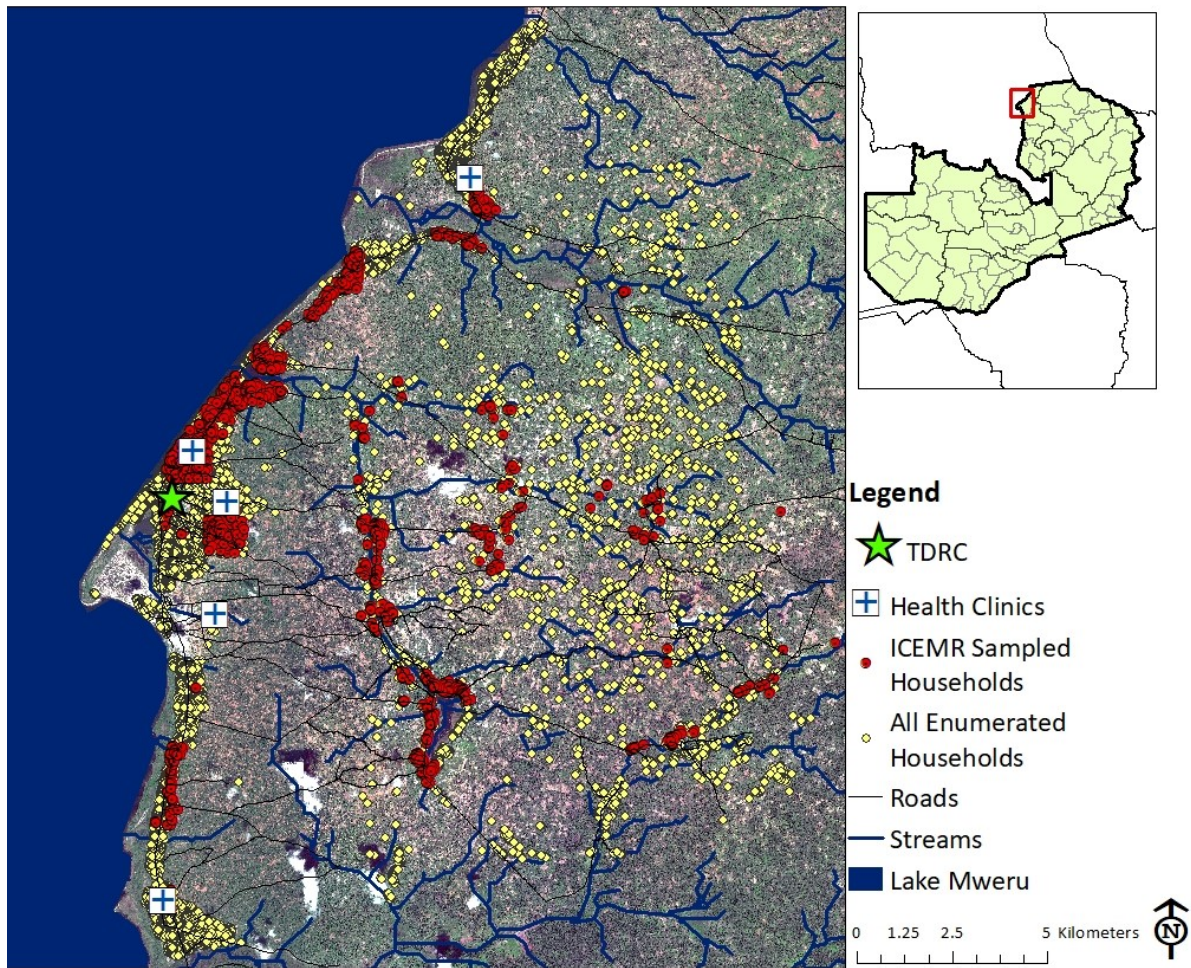 Legend
TDRC
Health Clinics
ICEMR Sampled
Households
All Enumerated
Households
Roads
Streams
Lake Mweru
0 1.25 2.5 5 Kilometers
N